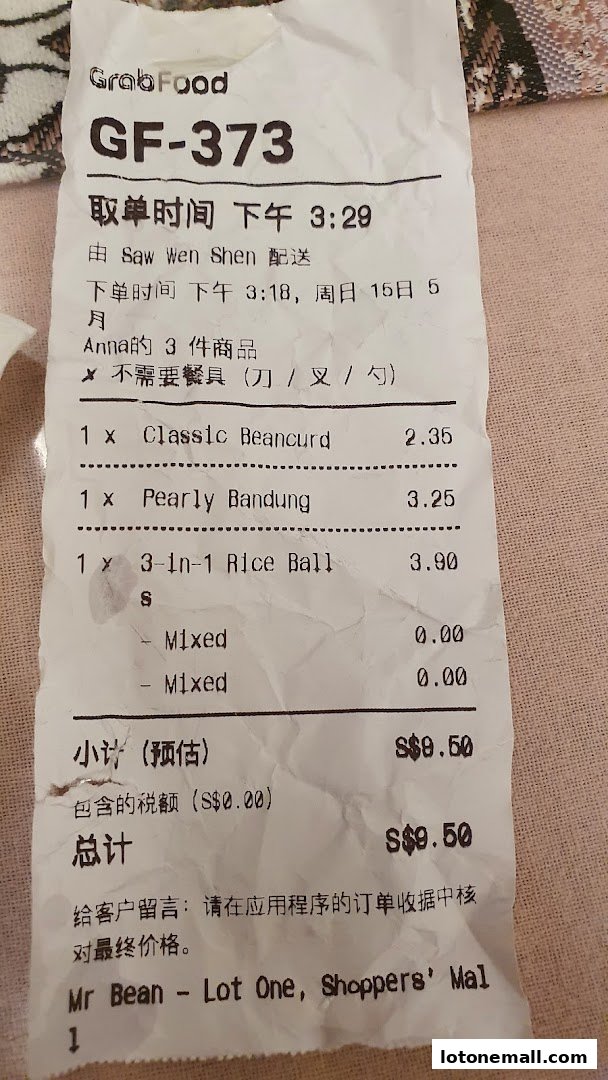 GrabFood
GF-373
取单时间 下午 3:29
由 Saw Wen Shen 配送
下单时间 下午 3:18, 周日 15日 5
月
Anna的 3 件商品
✗ 不需要餐具 (刀 / 叉 / 勺)
1 x Classic Beancurd 2.35
1 x Pearly Bandung 3.25
1 x 3-in-1 Rice Ball 3.90
s
- Mixed 0.00
- Mixed 0.00
小计 (预估) S$9.50
包含的税额 (S$0.00)
总计 S$9.50
给客户留言: 请在应用程序的订单收据中核
对最终价格。
Mr Bean - Lot One, Shoppers' Mal
l
lotonemall.com